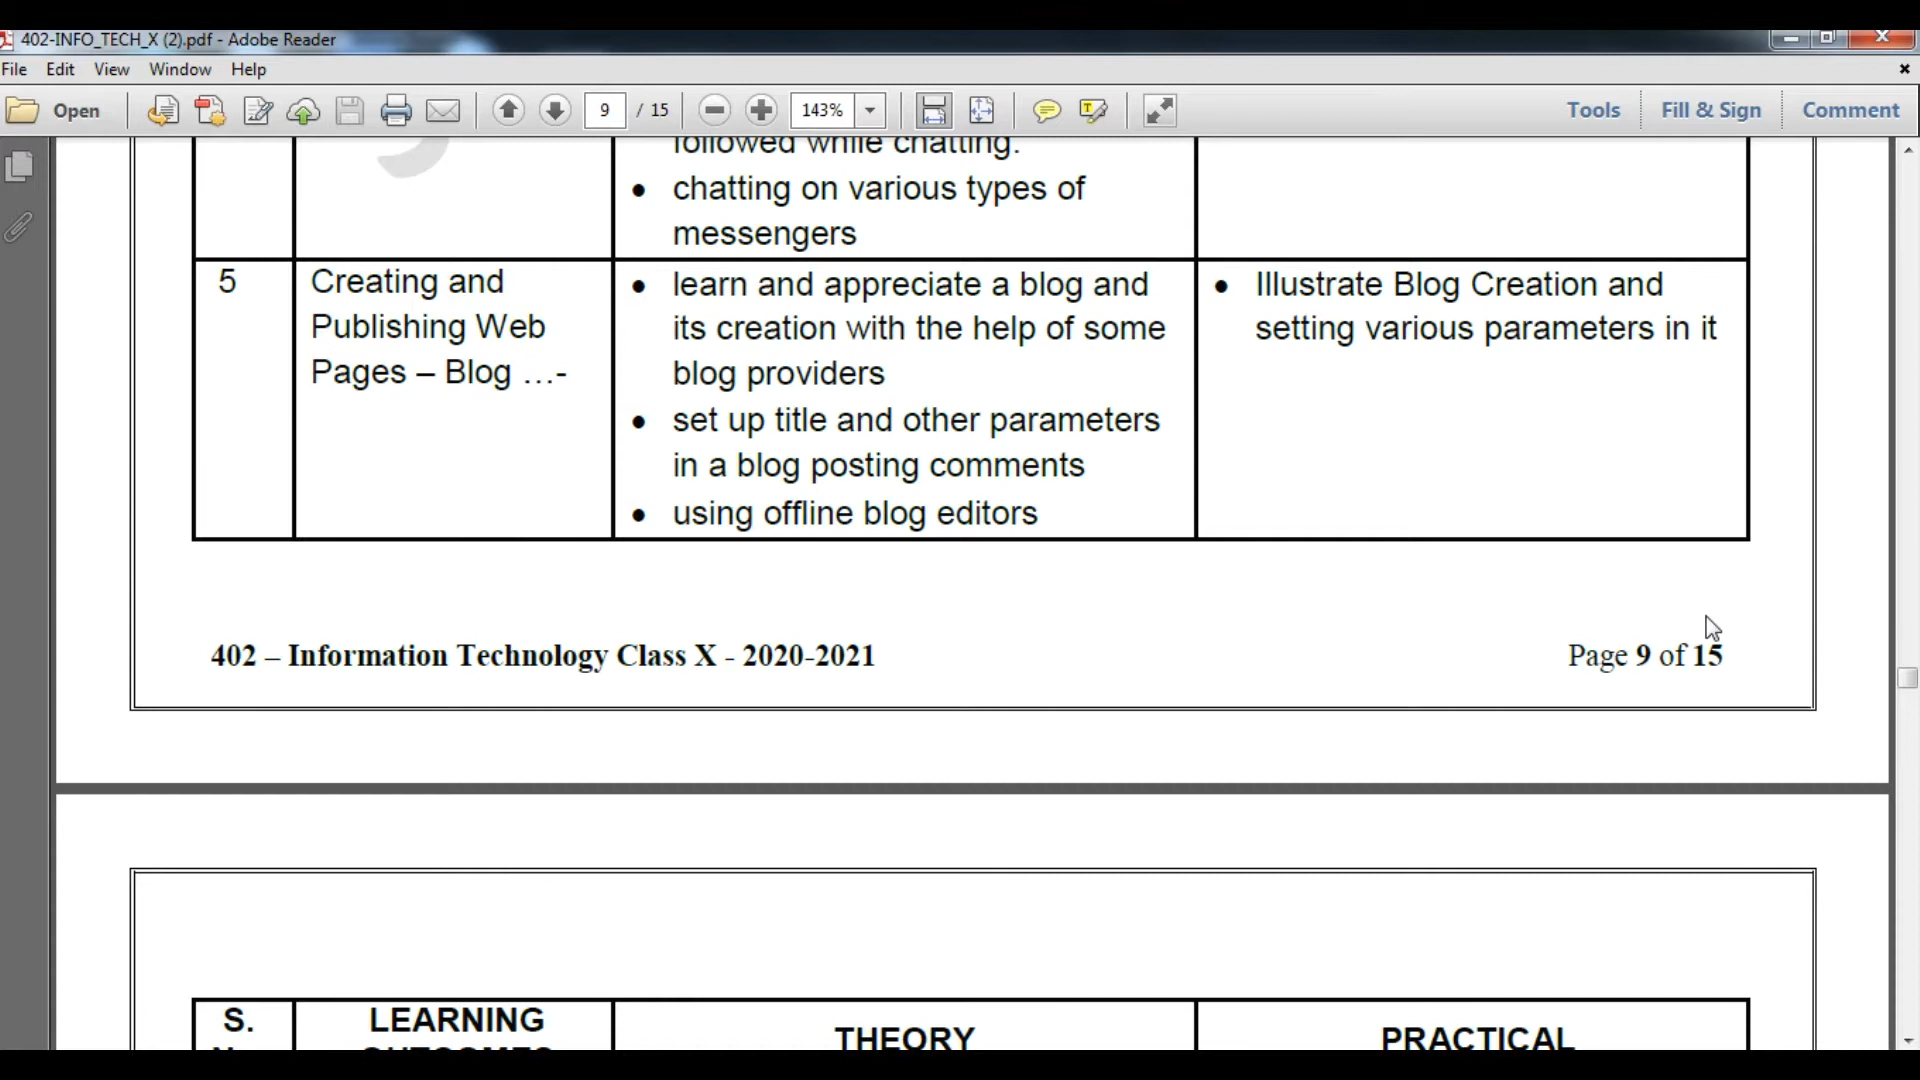 402-INFO_TECH_X (2).pdf - Adobe Reader
File Edit View Window Help
Open 9 / 15 143% Tools Fill & Sign Comment
followed while chatting.
• chatting on various types of
messengers
5
Creating and
Publishing Web
Pages – Blog …-
• learn and appreciate a blog and
its creation with the help of some
blog providers
• set up title and other parameters
in a blog posting comments
• using offline blog editors
• Illustrate Blog Creation and
setting various parameters in it
402 – Information Technology Class X - 2020-2021
Page 9 of 15
S.
LEARNING
THEORY
PRACTICAL